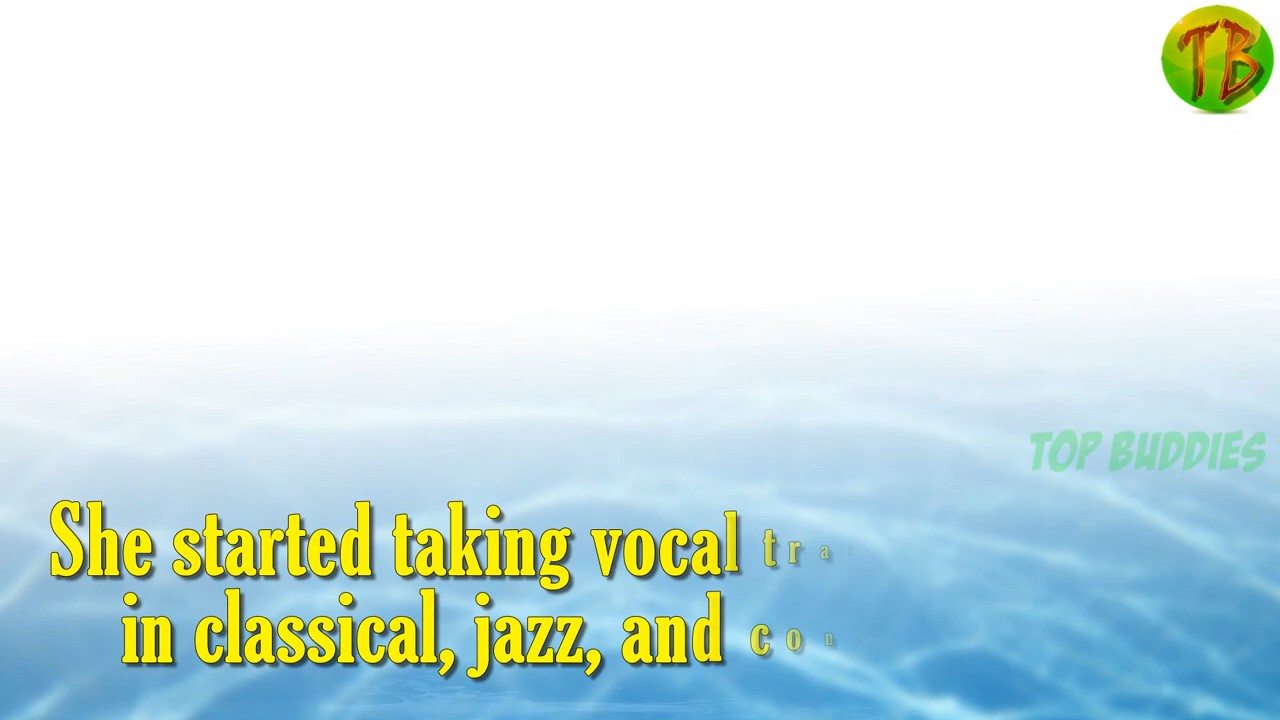 TB
TOP BUDDIES
She started taking vocal
in classical, jazz, and